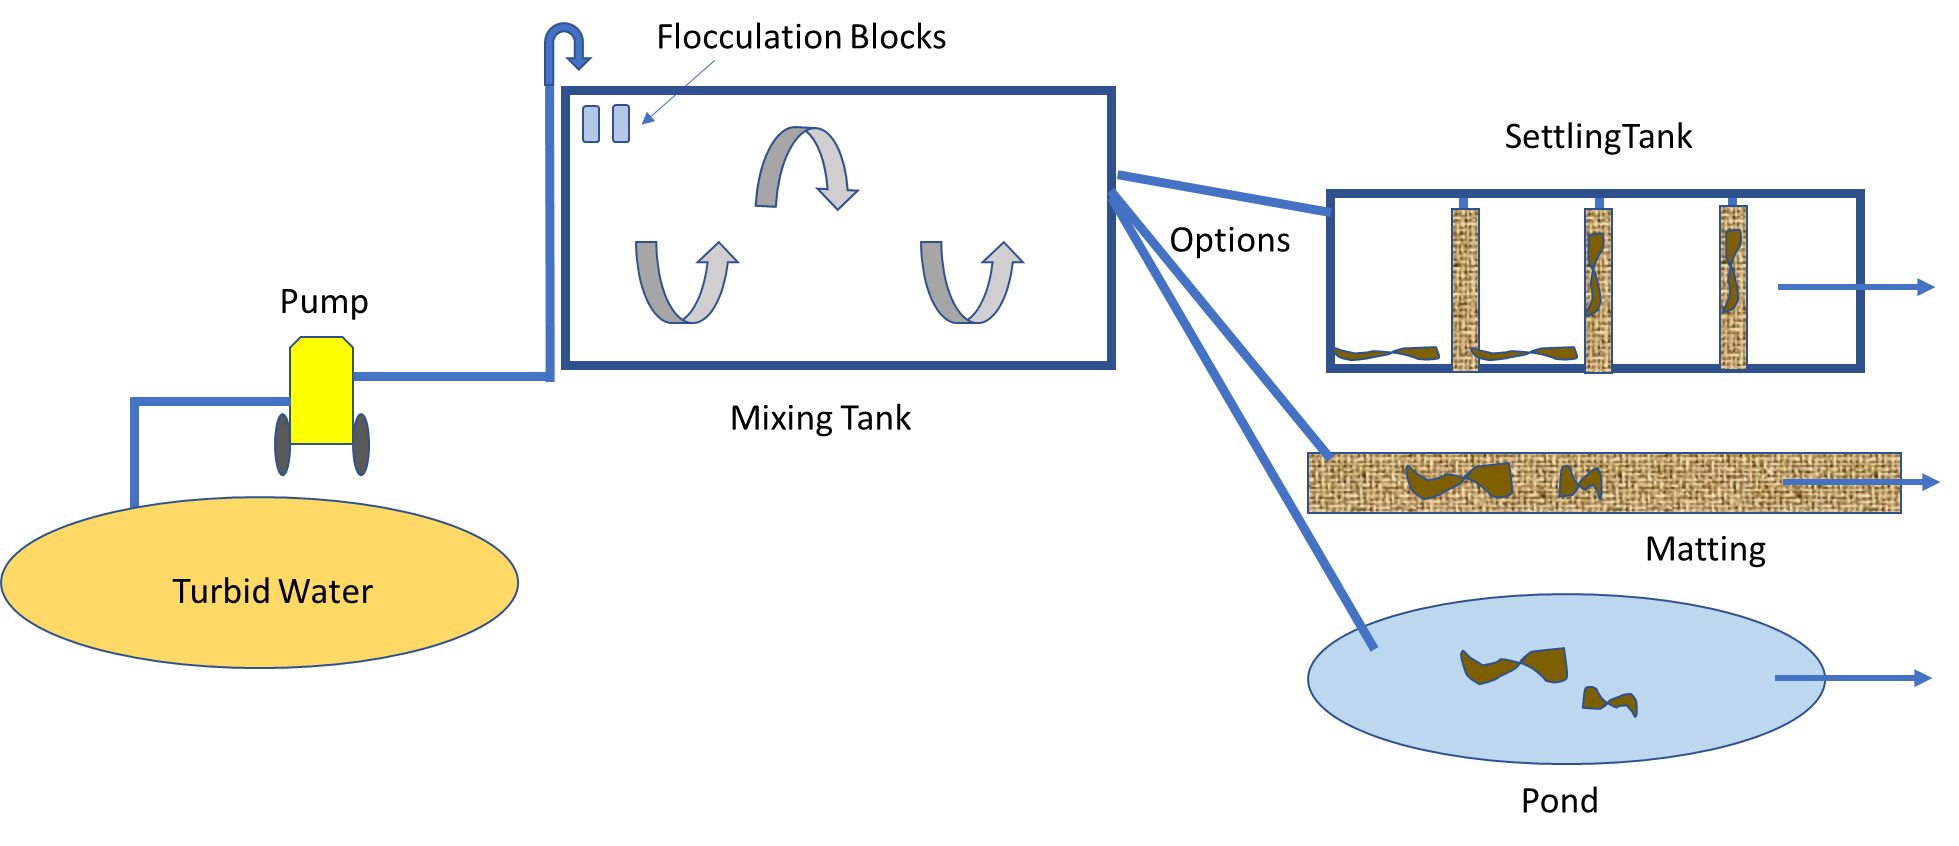 Flocculation Blocks
SettlingTank
Options
Pump
Mixing Tank
Matting
Turbid Water
Pond